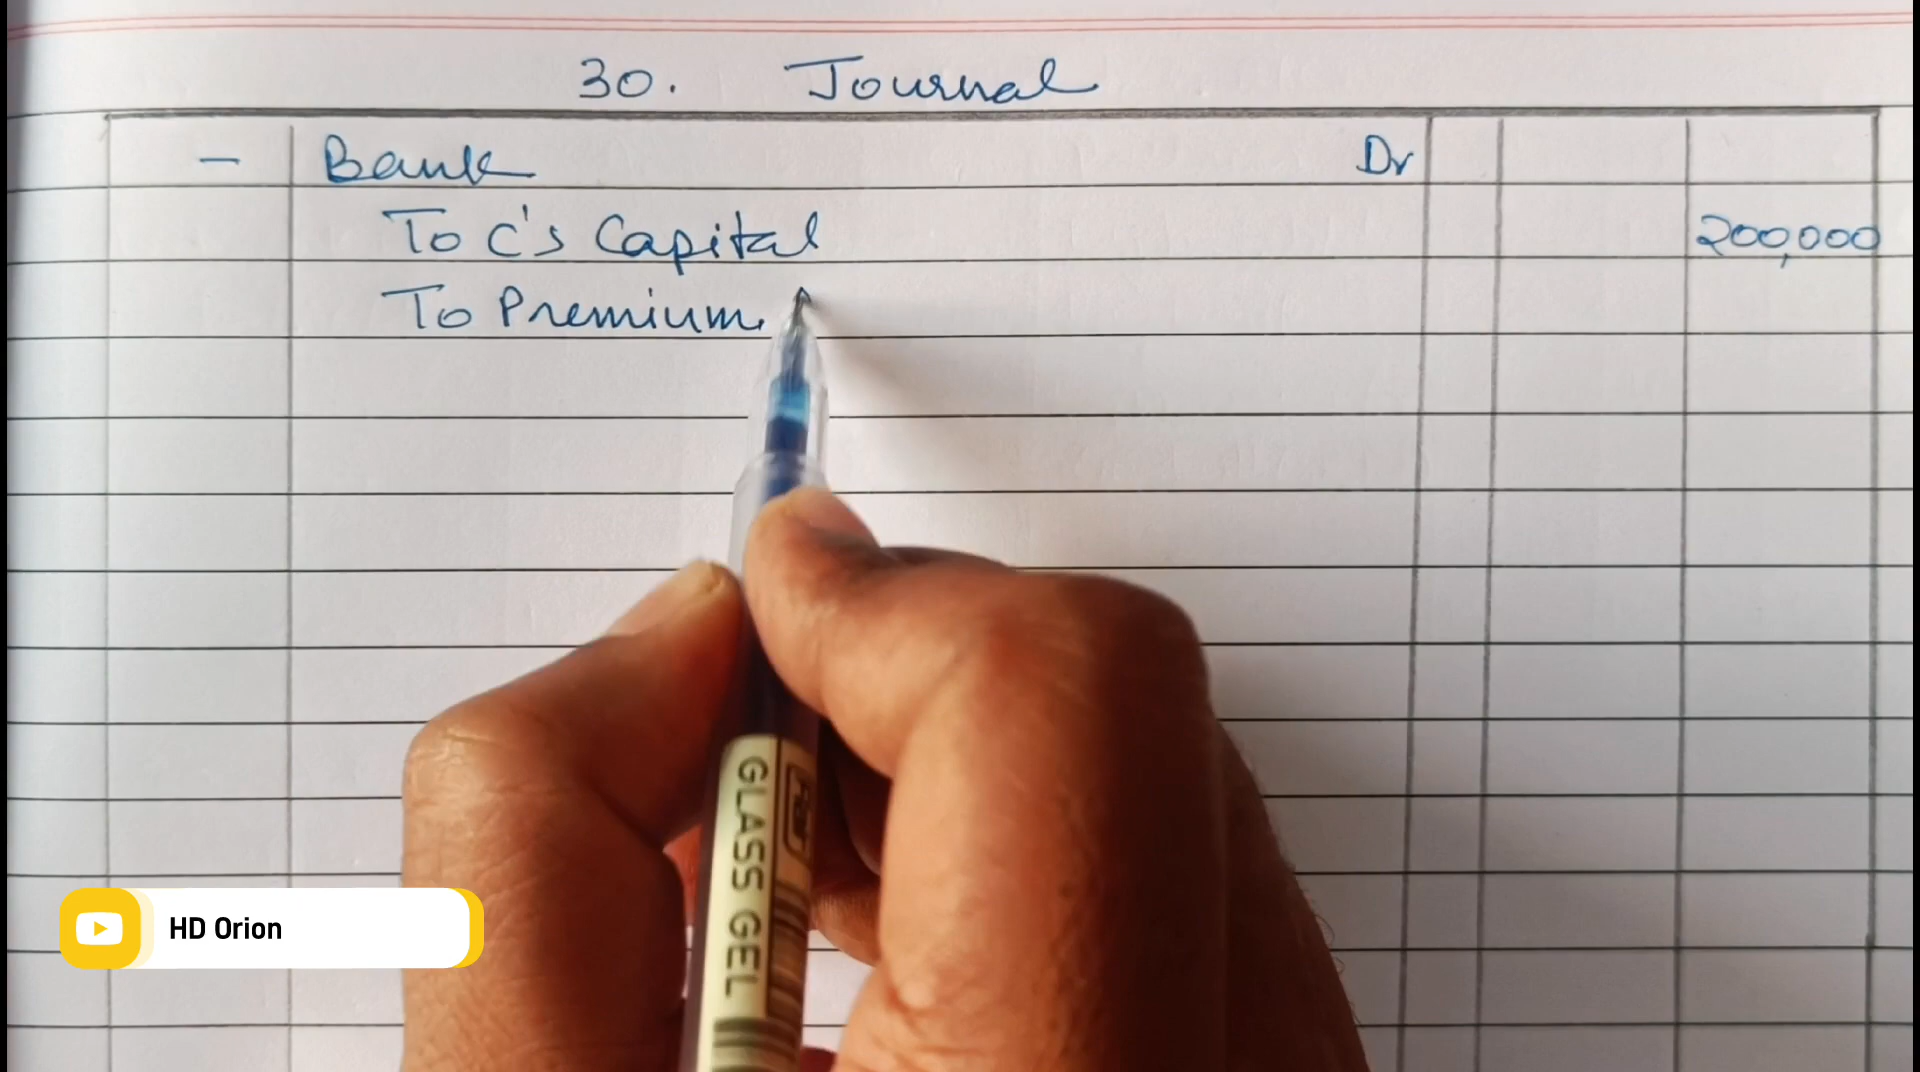 30. Journal
– Bank Dr
To C's Capital 200,000
To Premium
GLASS GEL
HD Orion